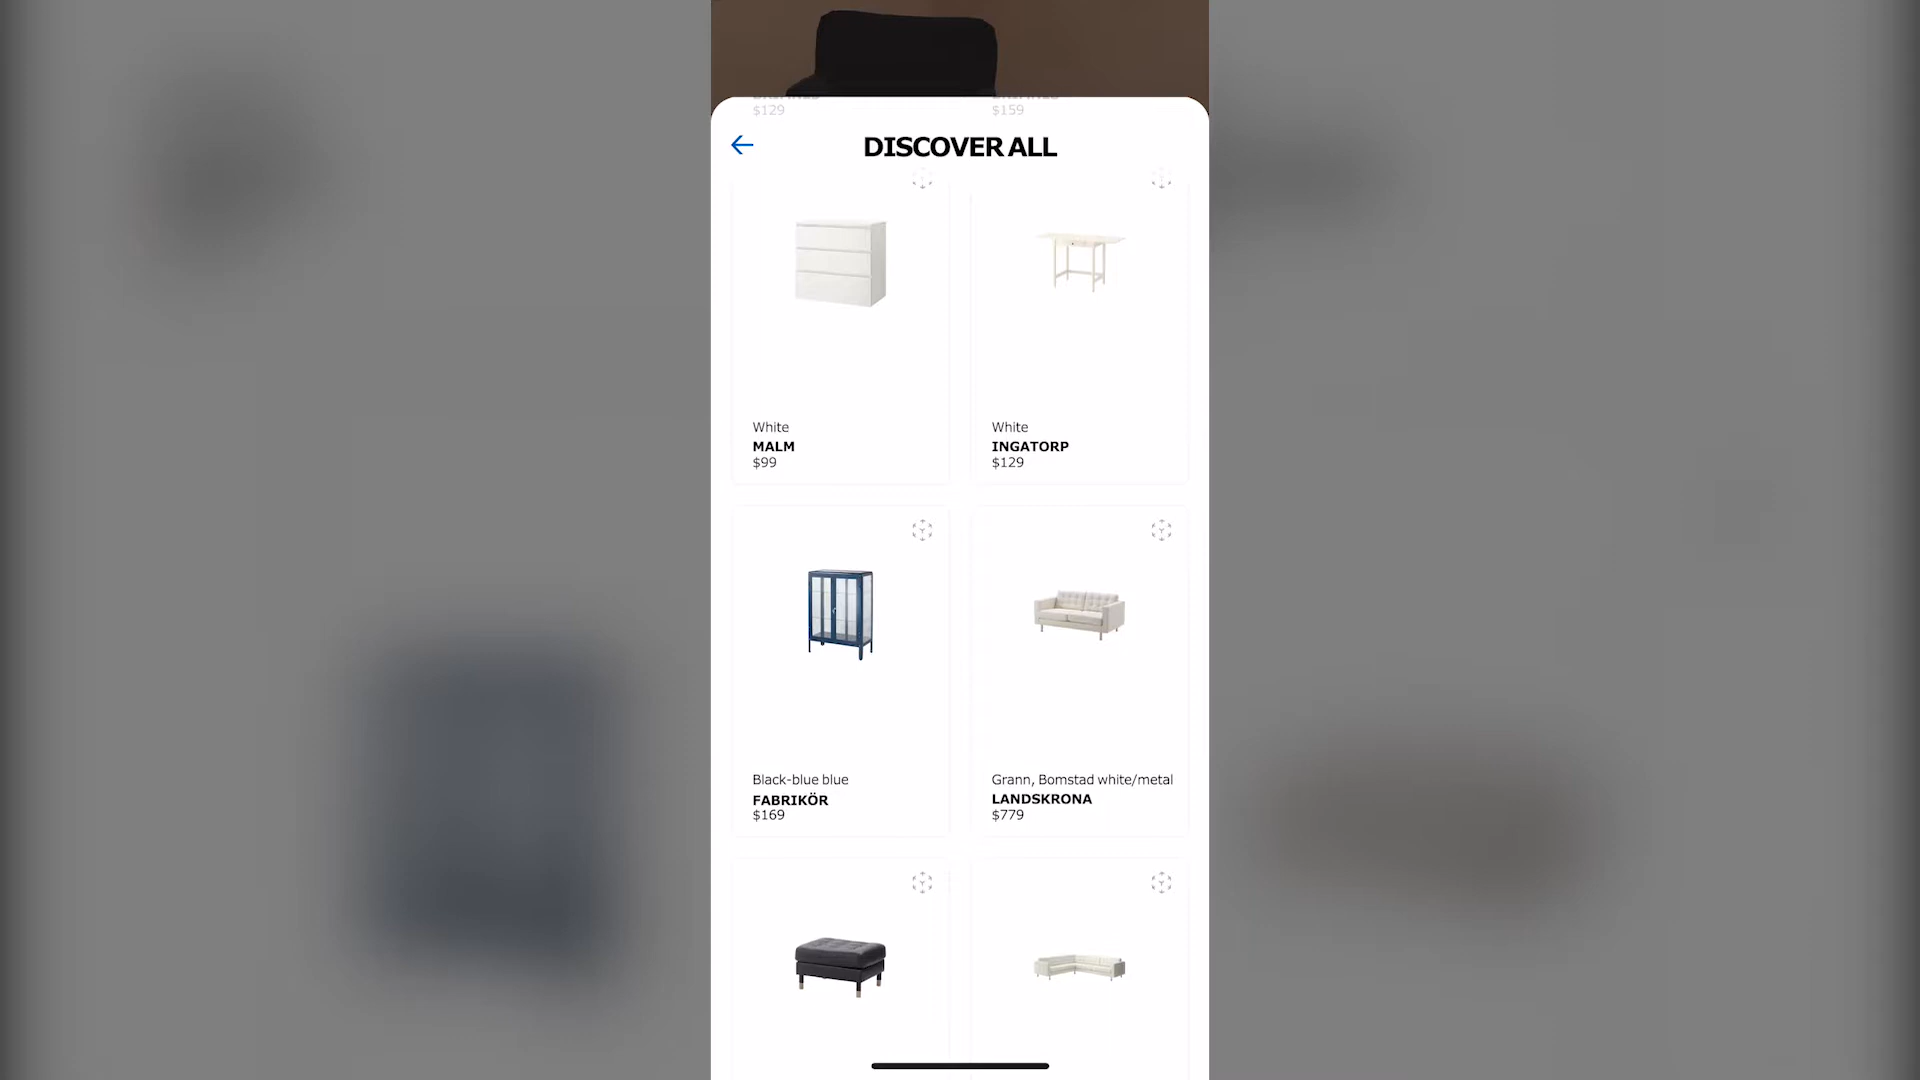 $129
$159
DISCOVER ALL
White
MALM
$99
White
INGATORP
$129
Black-blue blue
FABRIKÖR
$169
Grann, Bomstad white/metal
LANDSKRONA
$779